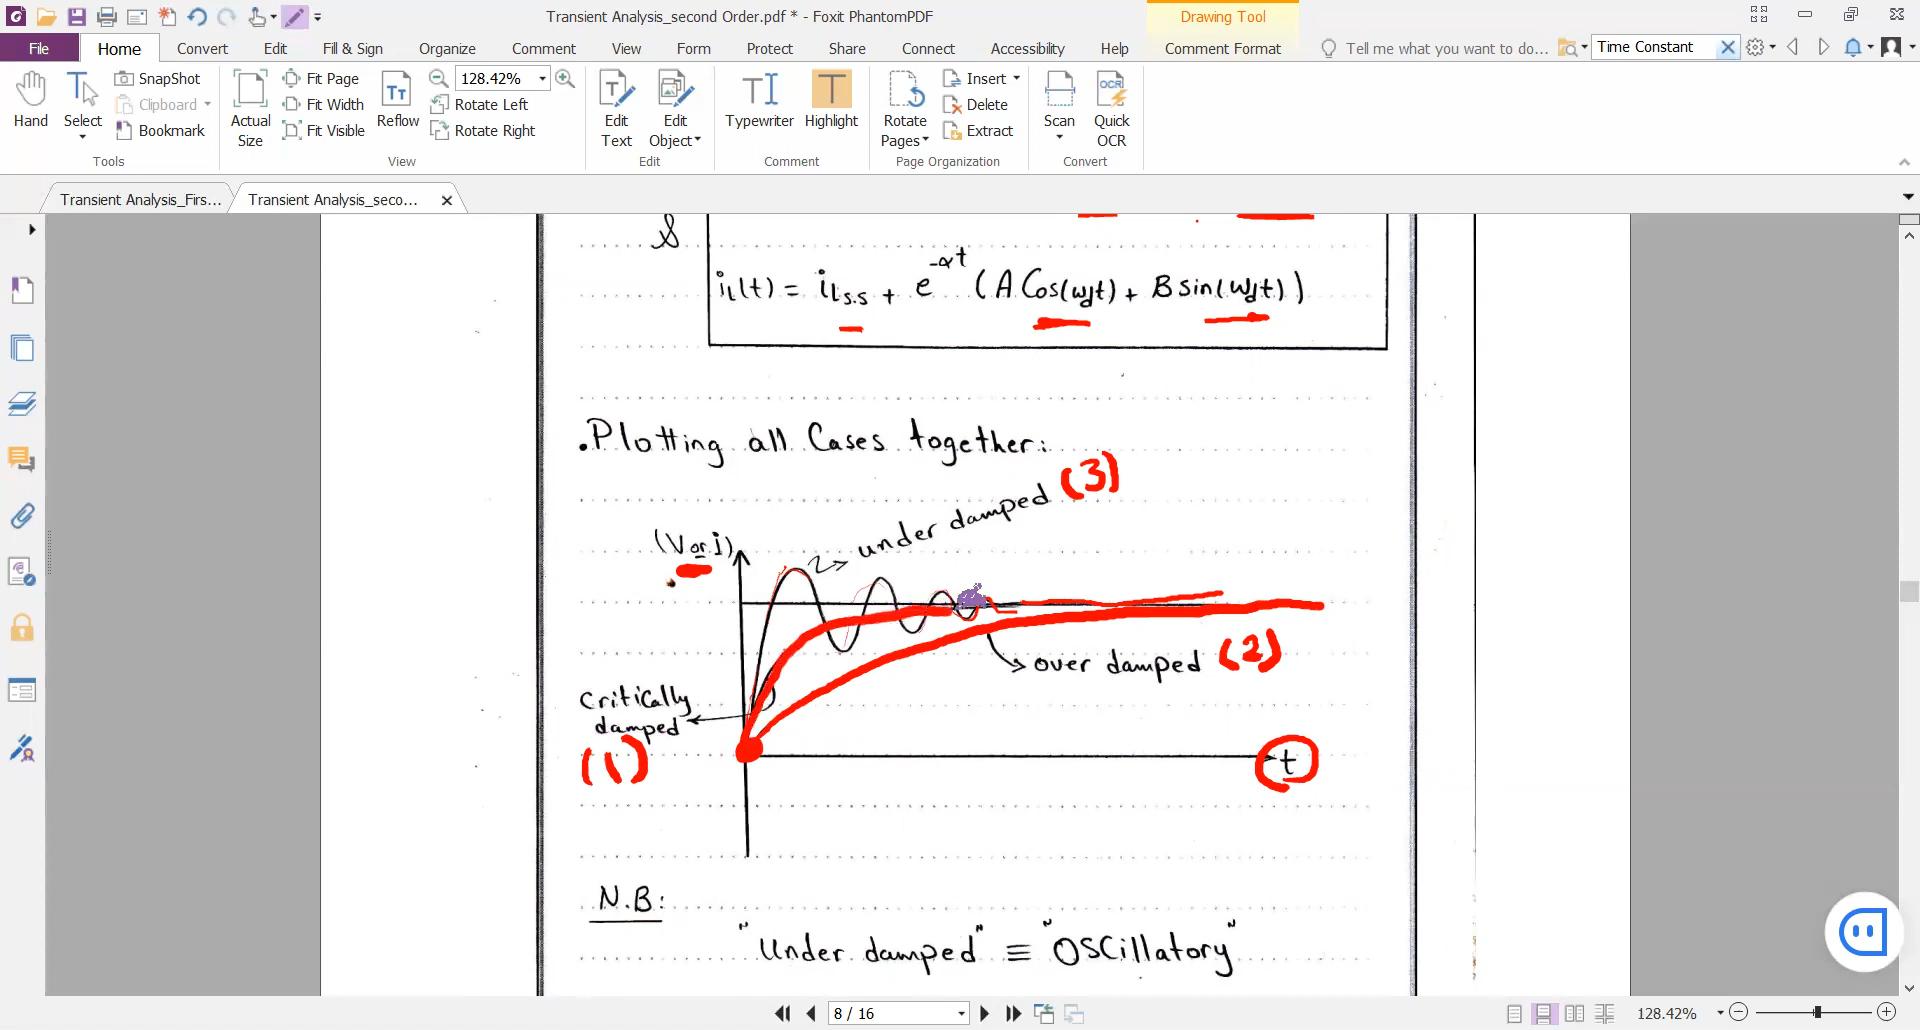 Transient Analysis_second Order.pdf * - Foxit PhantomPDF
Drawing Tool
File Home Convert Edit Fill & Sign Organize Comment View Form Protect Share Connect Accessibility Help Comment Format
Tell me what you want to do...
Time Constant
Hand
Select
SnapShot
Clipboard
Bookmark
Tools
Actual Size
Fit Page
Fit Width
Fit Visible
Reflow
128.42%
Rotate Left
Rotate Right
View
Edit Text
Edit Object
Edit
Typewriter
Highlight
Comment
Rotate Pages
Insert
Delete
Extract
Page Organization
Scan
Quick OCR
Convert
Transient Analysis_Firs...
Transient Analysis_seco...
&
iL(t) = iLs.s + e^-αt (A Cos(wdt) + B sin(wdt))
.Plotting all Cases together:
under damped (3)
(V or i)
over damped (2)
Critically
damped
(1)
t
N.B:
"Under damped" ≡ "OSCillatory"
8 / 16
128.42%